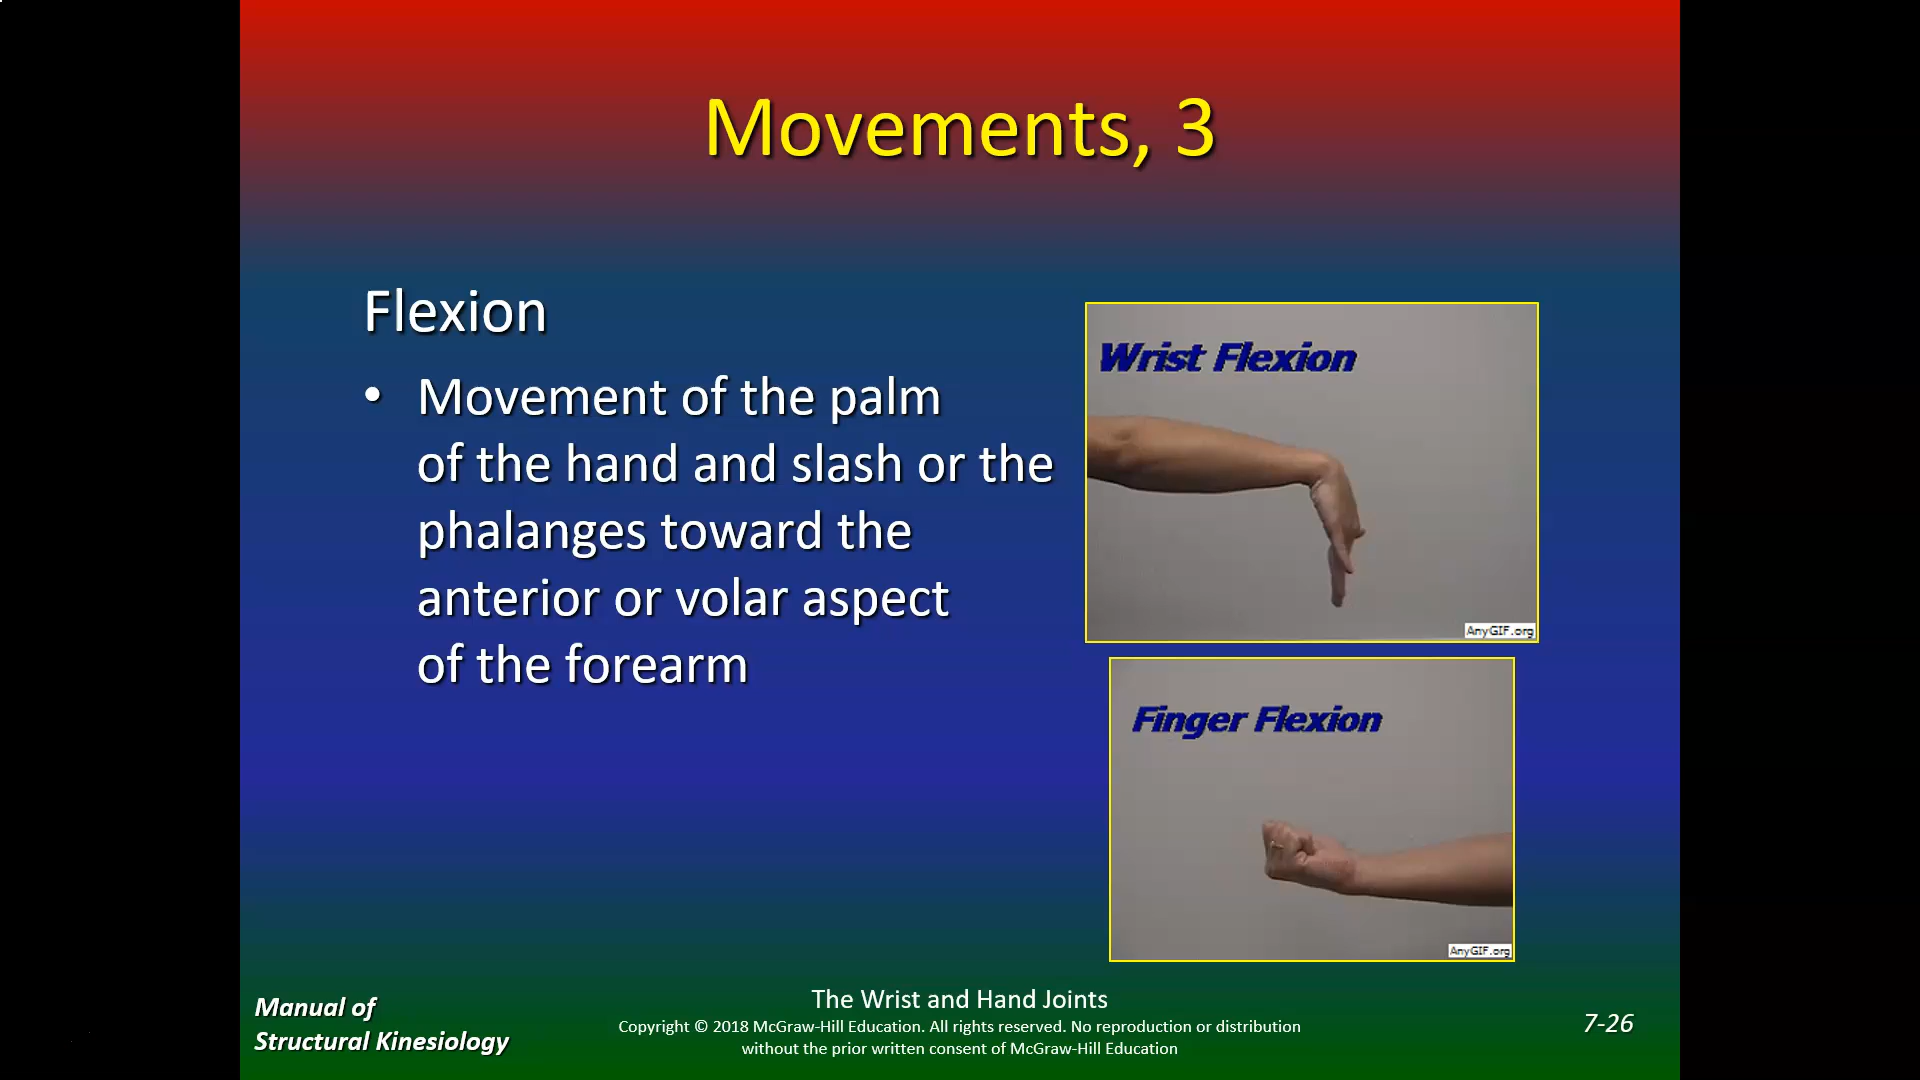 Movements, 3
Flexion
• Movement of the palm
of the hand and slash or the
phalanges toward the
anterior or volar aspect
of the forearm
Wrist Flexion
AnyGIF.org
Finger Flexion
AnyGIF.org
Manual of
Structural Kinesiology
The Wrist and Hand Joints
Copyright © 2018 McGraw-Hill Education. All rights reserved. No reproduction or distribution
without the prior written consent of McGraw-Hill Education
7-26